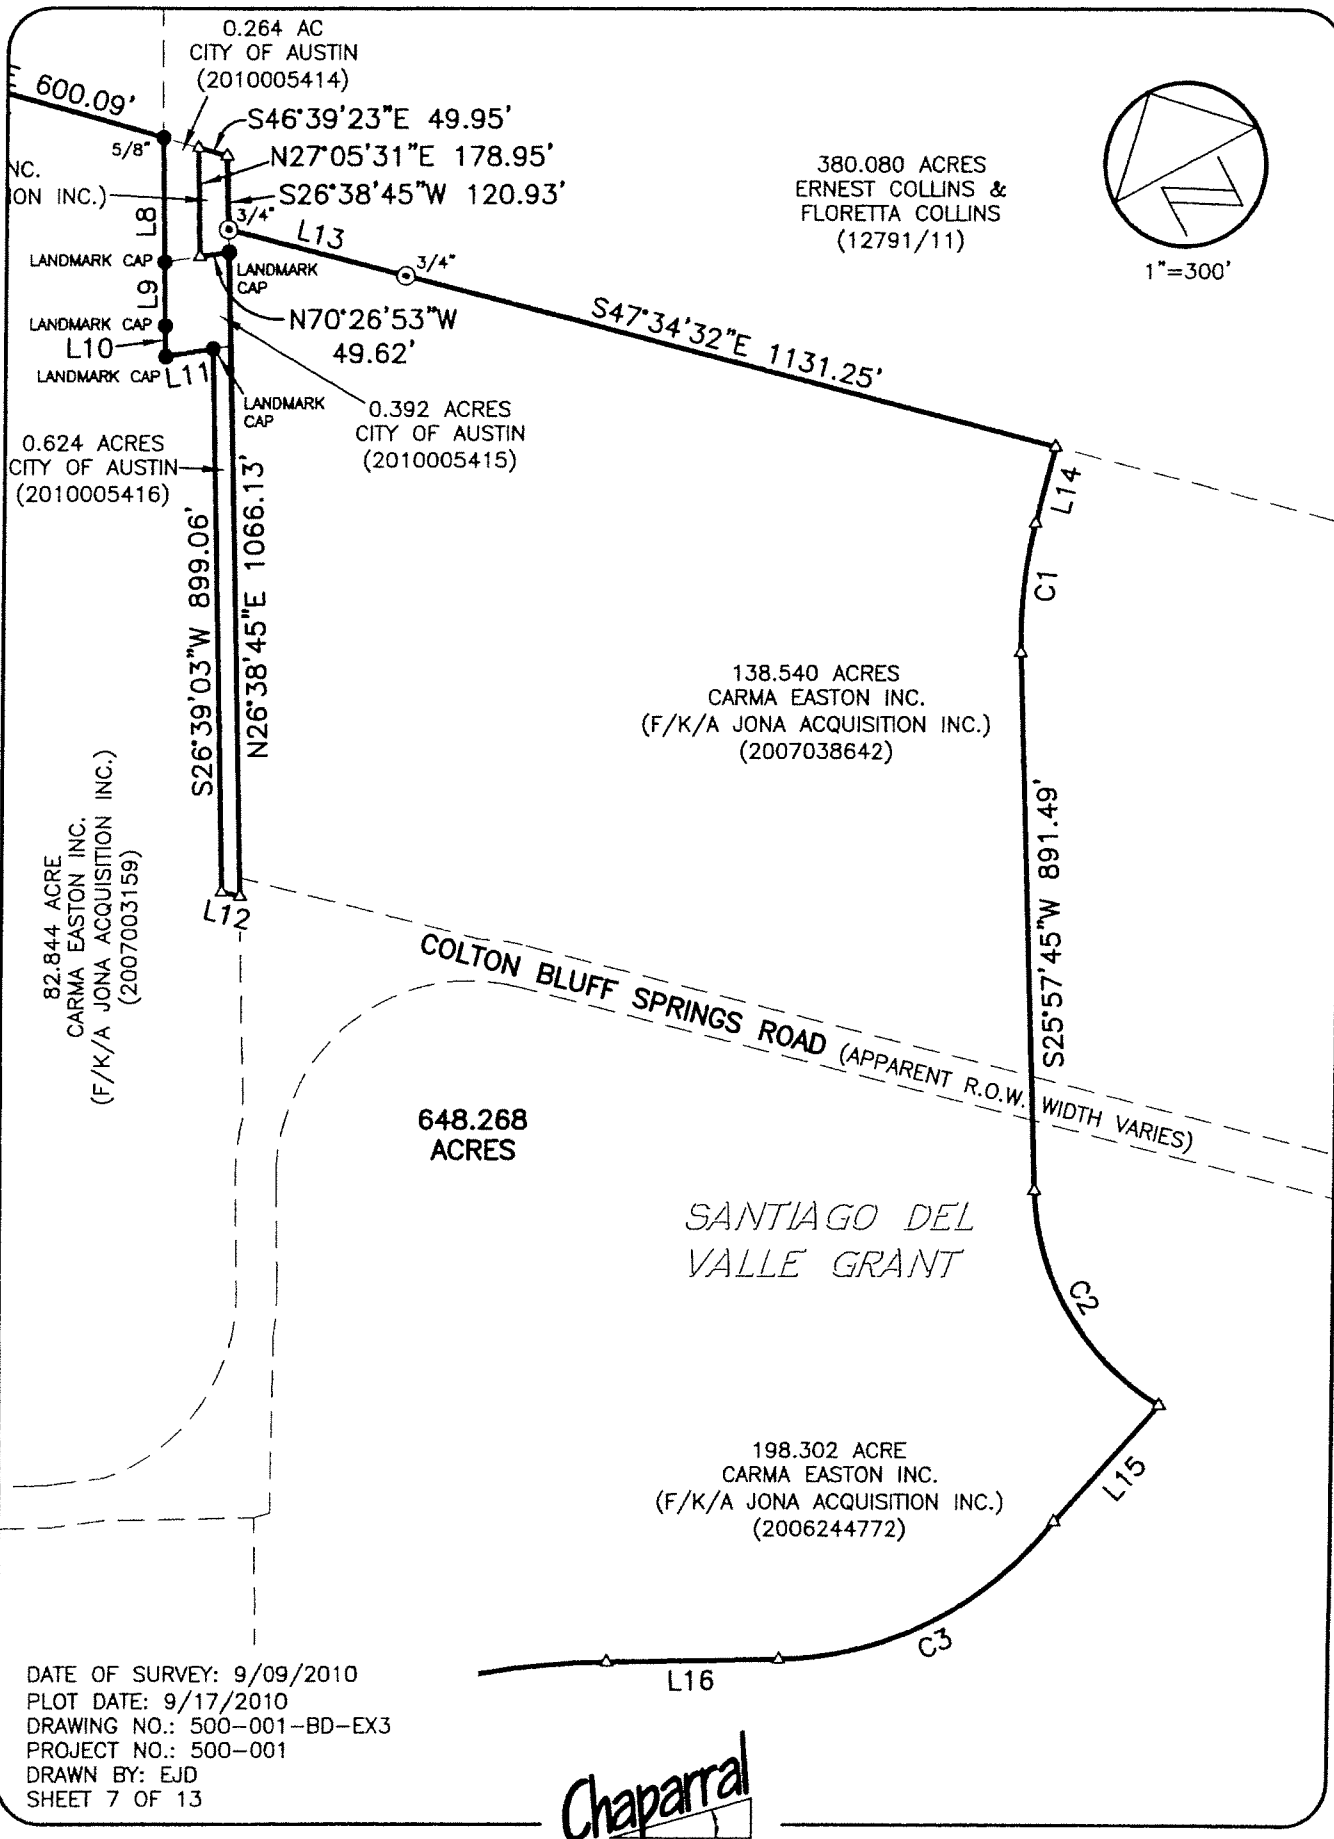 0.264 AC
CITY OF AUSTIN
(2010005414)
E 600.09'
S46°39'23"E 49.95'
5/8"
N27°05'31"E 178.95'
NC.
ION INC.)
S26°38'45"W 120.93'
3/4"
L8
L13
380.080 ACRES
ERNEST COLLINS &
FLORETTA COLLINS
(12791/11)
1"=300'
LANDMARK CAP
LANDMARK
CAP
3/4"
L9
N70°26'53"W
49.62'
S47°34'32"E 1131.25'
LANDMARK CAP
L10
LANDMARK CAP
L11
LANDMARK
CAP
0.392 ACRES
CITY OF AUSTIN
(2010005415)
0.624 ACRES
CITY OF AUSTIN
(2010005416)
L14
C1
S26°39'03"W 899.06'
N26°38'45"E 1066.13'
138.540 ACRES
CARMA EASTON INC.
(F/K/A JONA ACQUISITION INC.)
(2007038642)
82.844 ACRE
CARMA EASTON INC.
(F/K/A JONA ACQUISITION INC.)
(2007003159)
S25°57'45"W 891.49'
L12
COLTON BLUFF SPRINGS ROAD (APPARENT R.O.W. WIDTH VARIES)
648.268
ACRES
SANTIAGO DEL
VALLE GRANT
C2
198.302 ACRE
CARMA EASTON INC.
(F/K/A JONA ACQUISITION INC.)
(2006244772)
L15
C3
L16
DATE OF SURVEY: 9/09/2010
PLOT DATE: 9/17/2010
DRAWING NO.: 500-001-BD-EX3
PROJECT NO.: 500-001
DRAWN BY: EJD
SHEET 7 OF 13
Chaparral